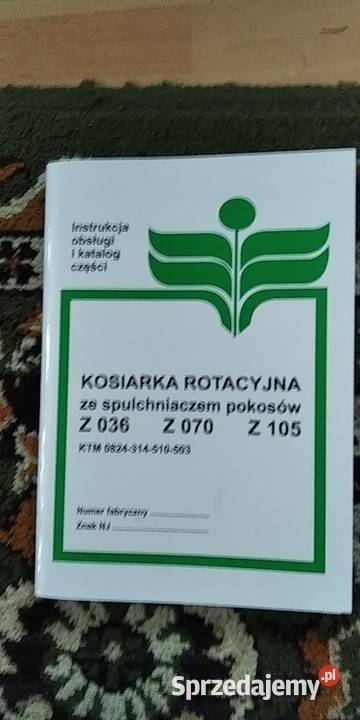 Instrukcja
obsługi
i katalog
części
KOSIARKA ROTACYJNA
ze spulchniaczem pokosów
Z 036 Z 070 Z 105
KTM 0824-314-510-503
Numer fabryczny ......................
Znak NJ ...................................
Sprzedajemy.pl